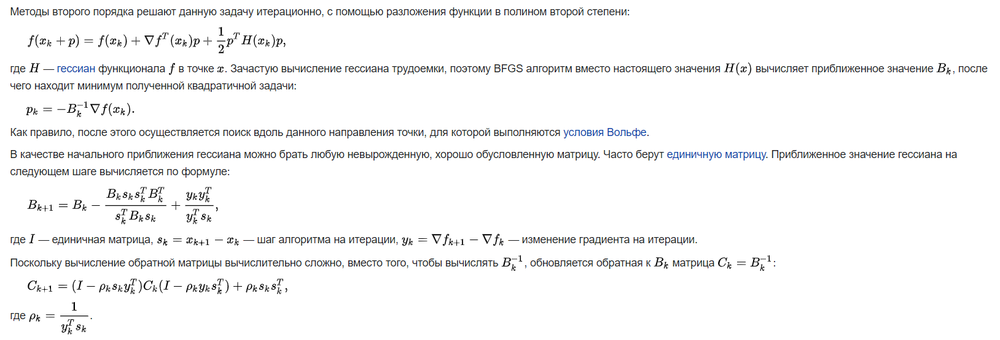 Методы второго порядка решают данную задачу итерационно, с помощью разложения функции в полином второй степени:
f(x_k + p) = f(x_k) + ∇f^T(x_k)p + \frac{1}{2}p^T H(x_k)p,
где H — гессиан функционала f в точке x. Зачастую вычисление гессиана трудоемки, поэтому BFGS алгоритм вместо настоящего значения H(x) вычисляет приближенное значение B_k, после
чего находит минимум полученной квадратичной задачи:
p_k = −B_k^{−1}∇f(x_k).
Как правило, после этого осуществляется поиск вдоль данного направления точки, для которой выполняются условия Вольфе.
В качестве начального приближения гессиана можно брать любую невырожденную, хорошо обусловленную матрицу. Часто берут единичную матрицу. Приближенное значение гессиана на
следующем шаге вычисляется по формуле:
B_{k+1} = B_k − \frac{B_k s_k s_k^T B_k^T}{s_k^T B_k s_k} + \frac{y_k y_k^T}{y_k^T s_k},
где I — единичная матрица, s_k = x_{k+1} − x_k — шаг алгоритма на итерации, y_k = ∇f_{k+1} − ∇f_k — изменение градиента на итерации.
Поскольку вычисление обратной матрицы вычислительно сложно, вместо того, чтобы вычислять B_k^{−1}, обновляется обратная к B_k матрица C_k = B_k^{−1}:
C_{k+1} = (I − ρ_k s_k y_k^T)C_k(I − ρ_k y_k s_k^T) + ρ_k s_k s_k^T,
где ρ_k = \frac{1}{y_k^T s_k}.